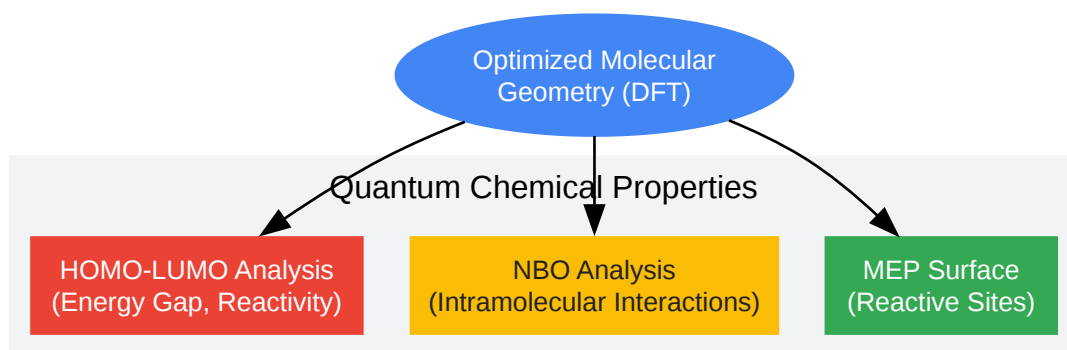 Optimized Molecular
Geometry (DFT)
Quantum Chemical Properties
HOMO-LUMO Analysis
(Energy Gap, Reactivity)
NBO Analysis
(Intramolecular Interactions)
MEP Surface
(Reactive Sites)